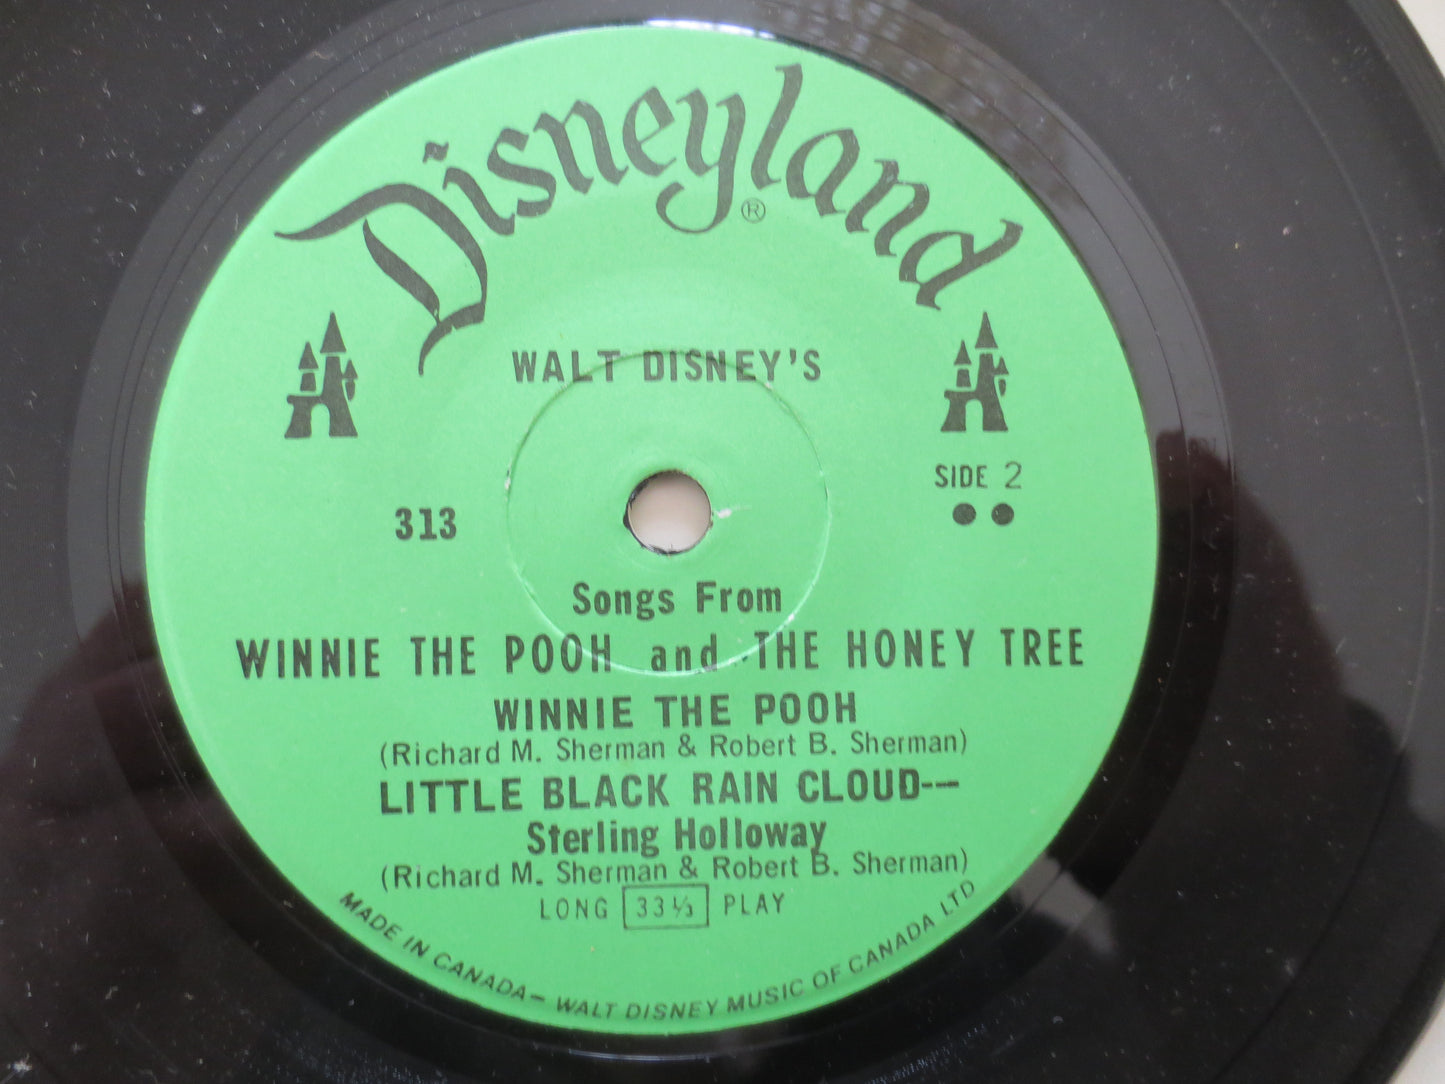 Disneyland®
WALT DISNEY'S
SIDE 2
313
Songs From
WINNIE THE POOH and THE HONEY TREE
WINNIE THE POOH
(Richard M. Sherman & Robert B. Sherman)
LITTLE BLACK RAIN CLOUD--
Sterling Holloway
(Richard M. Sherman & Robert B. Sherman)
LONG 33⅓ PLAY
MADE IN CANADA- WALT DISNEY MUSIC OF CANADA LTD